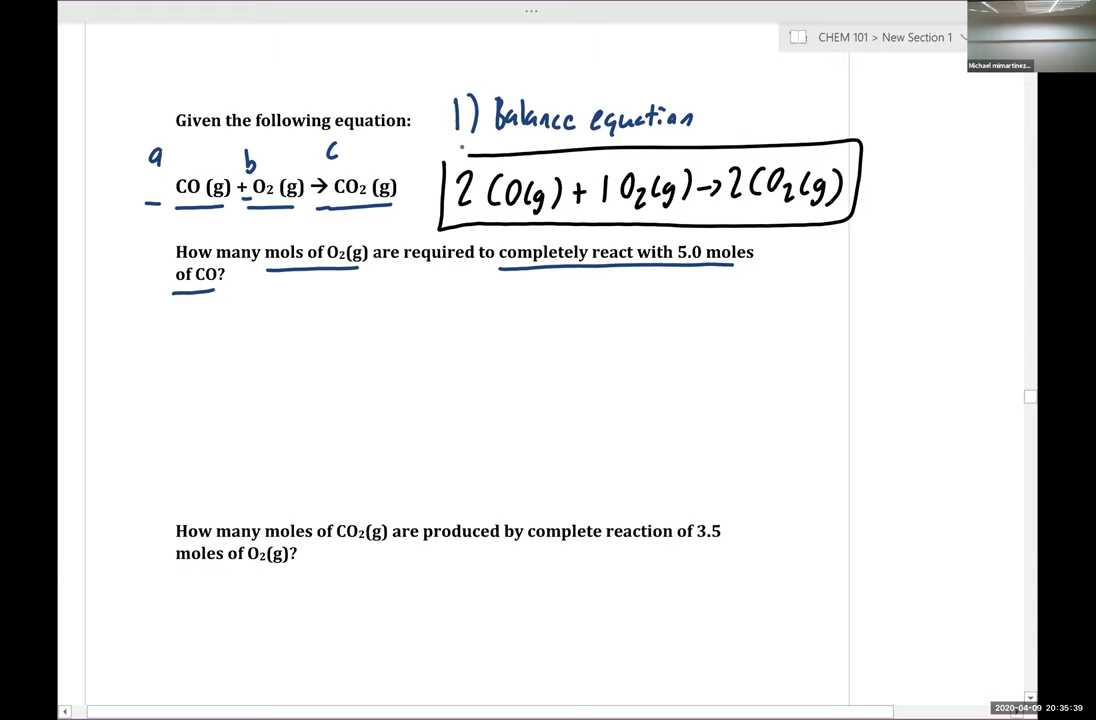 ...
CHEM 101 > New Section 1
Michael mimartinez...
Given the following equation:
1) Balance equation
a b c
CO (g) + O₂ (g) → CO₂ (g)
2 CO(g) + 1 O₂(g) → 2 CO₂(g)
How many mols of O₂(g) are required to completely react with 5.0 moles
of CO?
How many moles of CO₂(g) are produced by complete reaction of 3.5
moles of O₂(g)?
2020-04-09 20:35:39